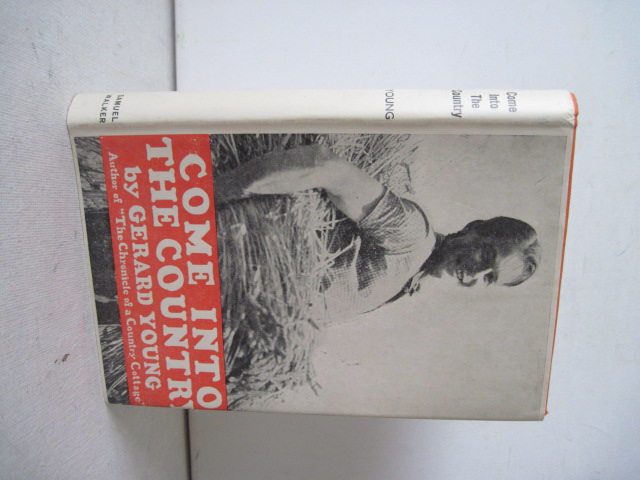 Come
Into
The
Country
YOUNG
SAMUEL
WALKER
COME INTO
THE COUNTRY
by GERARD YOUNG
Author of "The Chronicle of a Country Cottage"